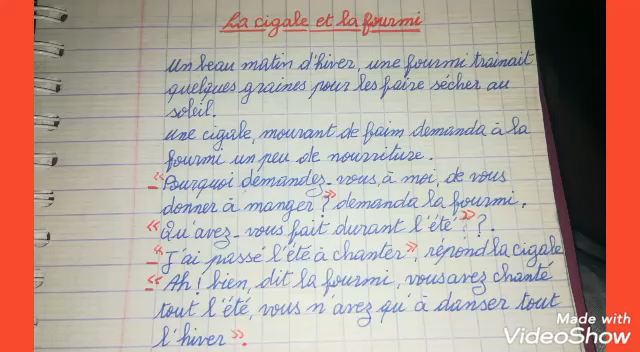 La cigale et la fourmi
Un beau matin d'hiver, une fourmi trainait
quelques graines pour les faire sécher au
soleil.
Une cigale, mourant de faim demanda à la
fourmi un peu de nourriture.
- "Pourquoi demandez-vous, à moi, de vous
donner à manger?" demanda la fourmi.
"Qu'avez-vous fait durant l'été"??.
- "J'ai passé l'été à chanter", répond la cigale
- "Ah! bien, dit la fourmi, vous avez chanté
tout l'été, vous n'avez qu'à danser tout
l'hiver".
Made with
VideoShow